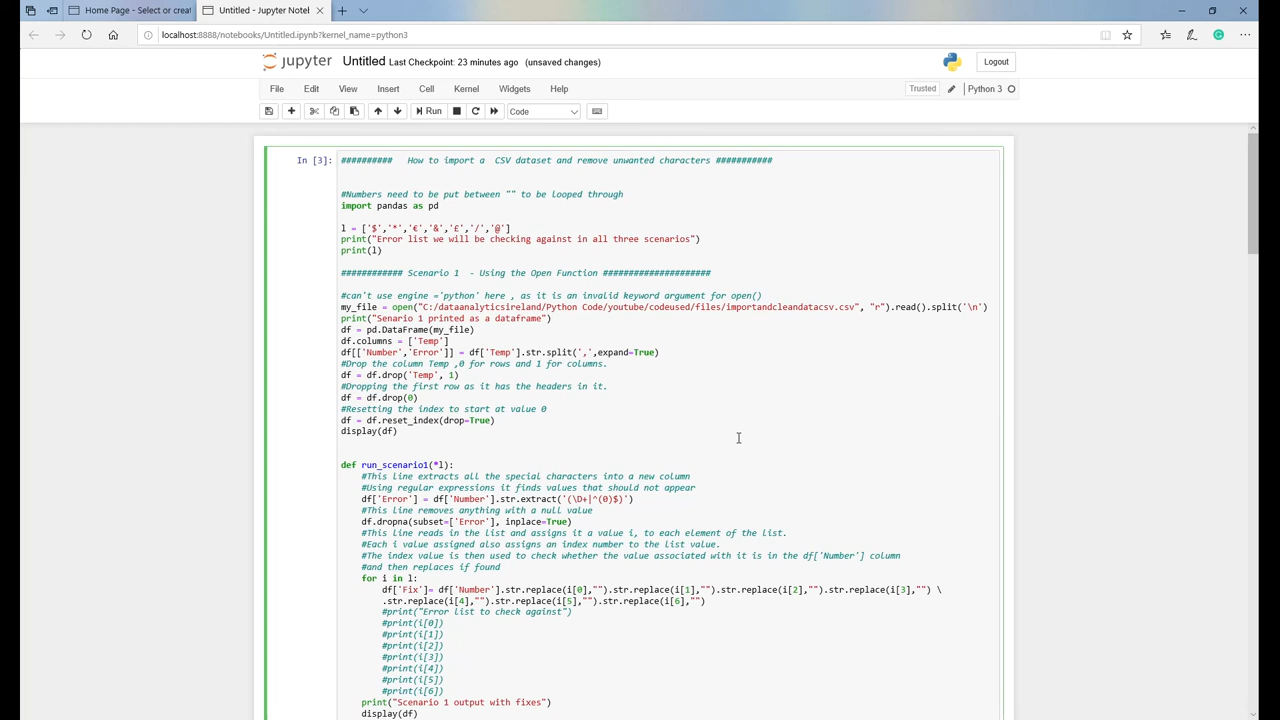 Home Page - Select or creat
Untitled - Jupyter Notel
localhost:8888/notebooks/Untitled.ipynb?kernel_name=python3
jupyter Untitled Last Checkpoint: 23 minutes ago (unsaved changes)
Logout
File Edit View Insert Cell Kernel Widgets Help
Trusted Python 3
Run Code
In [3]:
########## How to import a CSV dataset and remove unwanted characters ###########
#Numbers need to be put between "" to be looped through
import pandas as pd
l = ['$','*','€','&','£','/','@']
print("Error list we will be checking against in all three scenarios")
print(l)
############ Scenario 1 - Using the Open Function #####################
#can't use engine ='python' here , as it is an invalid keyword argument for open()
my_file = open("C:/dataanalyticsireland/Python Code/youtube/codeused/files/importandcleandatacsv.csv", "r").read().split('\n')
print("Senario 1 printed as a dataframe")
df = pd.DataFrame(my_file)
df.columns = ['Temp']
df[['Number','Error']] = df['Temp'].str.split(',',expand=True)
#Drop the column Temp ,0 for rows and 1 for columns.
df = df.drop('Temp', 1)
#Dropping the first row as it has the headers in it.
df = df.drop(0)
#Resetting the index to start at value 0
df = df.reset_index(drop=True)
display(df)
def run_scenario1(*l):
#This line extracts all the special characters into a new column
#Using regular expressions it finds values that should not appear
df['Error'] = df['Number'].str.extract('(\D+|^(0)$)')
#This line removes anything with a null value
df.dropna(subset=['Error'], inplace=True)
#This line reads in the list and assigns it a value i, to each element of the list.
#Each i value assigned also assigns an index number to the list value.
#The index value is then used to check whether the value associated with it is in the df['Number'] column
#and then replaces if found
for i in l:
df['Fix']= df['Number'].str.replace(i[0],"").str.replace(i[1],"").str.replace(i[2],"").str.replace(i[3],"") \
.str.replace(i[4],"").str.replace(i[5],"").str.replace(i[6],"")
#print("Error list to check against")
#print(i[0])
#print(i[1])
#print(i[2])
#print(i[3])
#print(i[4])
#print(i[5])
#print(i[6])
print("Scenario 1 output with fixes")
display(df)